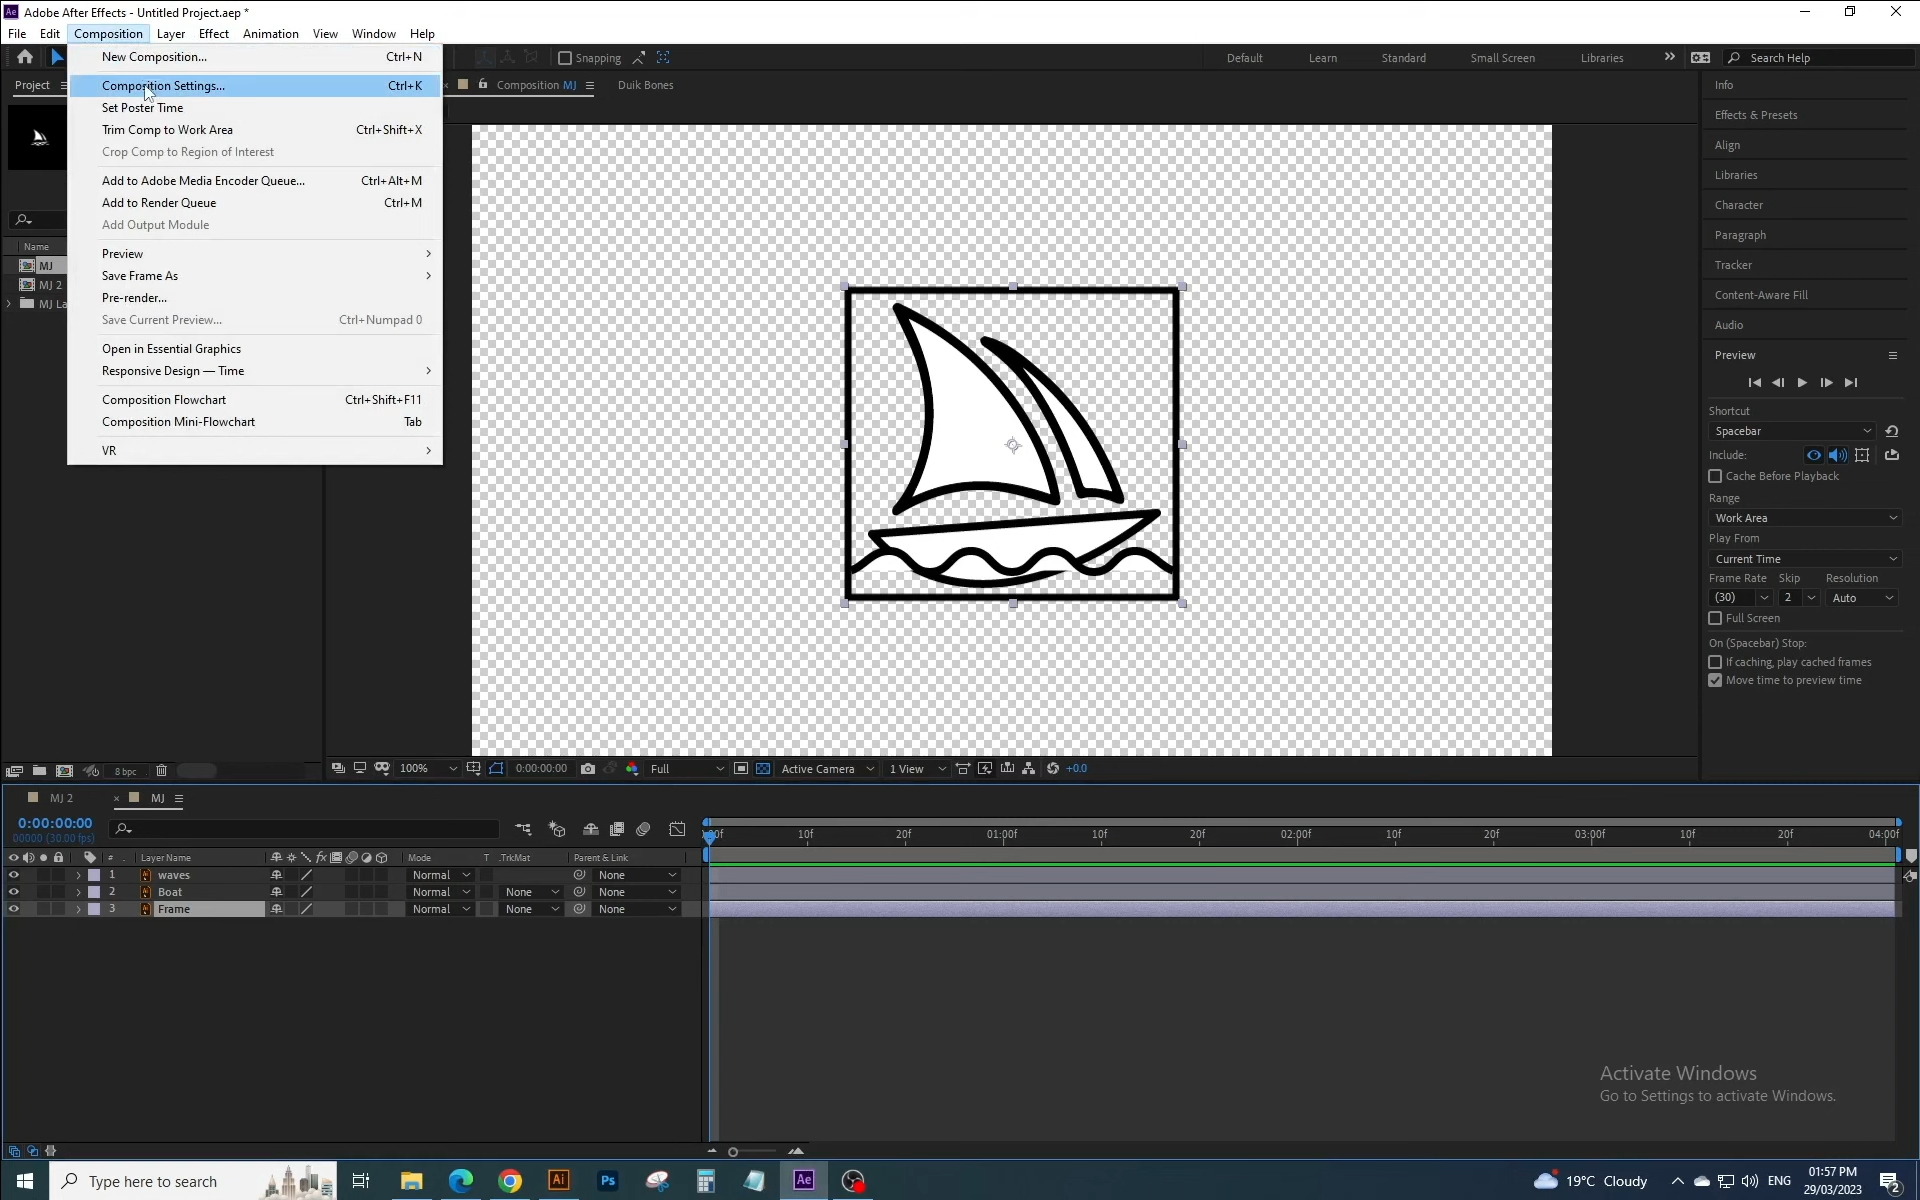 Adobe After Effects - Untitled Project.aep *
File Edit Composition Layer Effect Animation View Window Help
New Composition... Ctrl+N
Composition Settings... Ctrl+K
Set Poster Time
Trim Comp to Work Area Ctrl+Shift+X
Crop Comp to Region of Interest
Add to Adobe Media Encoder Queue... Ctrl+Alt+M
Add to Render Queue Ctrl+M
Add Output Module
Preview
Save Frame As
Pre-render...
Save Current Preview... Ctrl+Numpad 0
Open in Essential Graphics
Responsive Design — Time
Composition Flowchart Ctrl+Shift+F11
Composition Mini-Flowchart Tab
VR
Snapping
Default Learn Standard Small Screen Libraries
Search Help
Project
Composition MJ
Duik Bones
Name
MJ
MJ 2
MJ La
8 bpc
Info
Effects & Presets
Align
Libraries
Character
Paragraph
Tracker
Content-Aware Fill
Audio
Preview
Shortcut
Spacebar
Include:
Cache Before Playback
Range
Work Area
Play From
Current Time
Frame Rate Skip Resolution
(30) 2 Auto
Full Screen
On (Spacebar) Stop:
If caching, play cached frames
Move time to preview time
100% 0:00:00:00 Full Active Camera 1 View +0.0
MJ 2 × MJ
0:00:00:00
00000 (30.00 fps)
:00f 10f 20f 01:00f 10f 20f 02:00f 10f 20f 03:00f 10f 20f 04:00f
# Layer Name fx Mode T .TrkMat Parent & Link
1 Ai waves Normal None
2 Ai Boat Normal None None
3 Ai Frame Normal None None
Activate Windows
Go to Settings to activate Windows.
Type here to search
Ai Ps Ae
19°C Cloudy
ENG
01:57 PM
29/03/2023
2